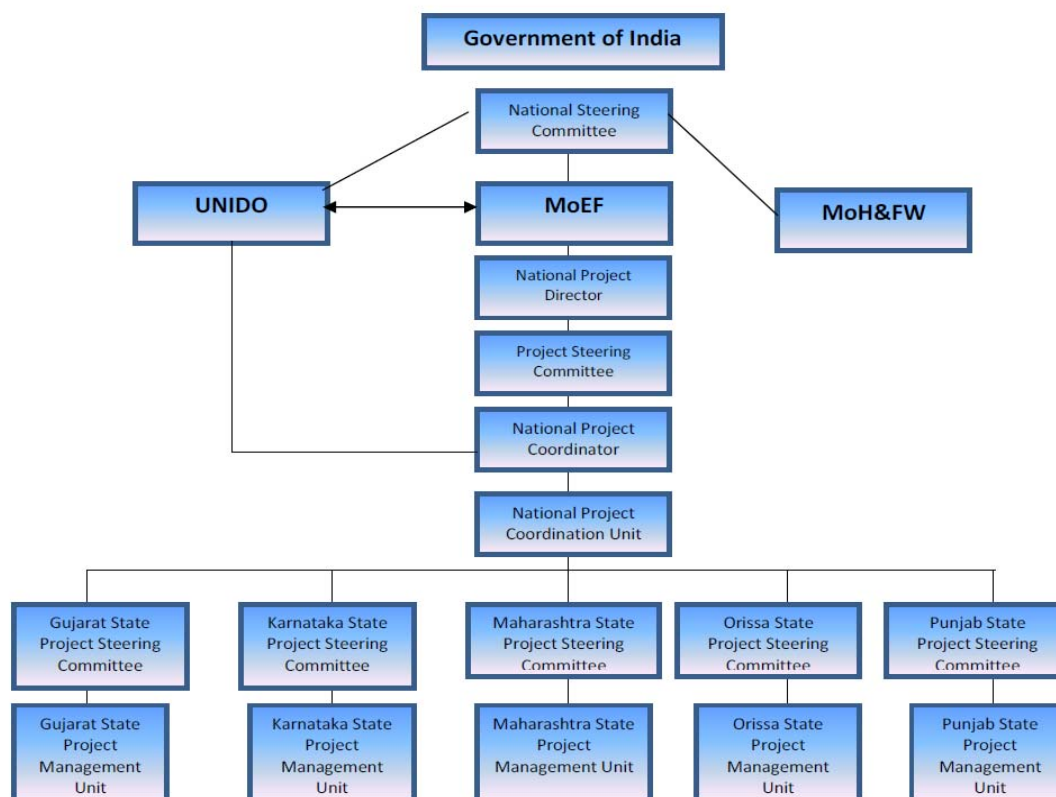 Government of India
National Steering
Committee
UNIDO
MoEF
MoH&FW
National Project
Director
Project Steering
Committee
National Project
Coordinator
National Project
Coordination Unit
Gujarat State
Project Steering
Committee
Karnataka State
Project Steering
Committee
Maharashtra State
Project Steering
Committee
Orissa State
Project Steering
Committee
Punjab State
Project Steering
Committee
Gujarat State
Project
Management
Unit
Karnataka State
Project
Management
Unit
Maharashtra State
Project
Management Unit
Orissa State
Project
Management
Unit
Punjab State
Project
Management
Unit